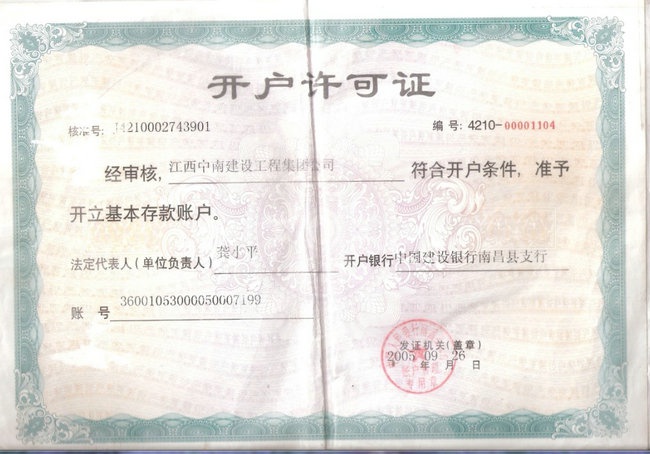 开户许可证
核准号: J4210002743901 编 号: 4210-00001104
经审核, 江西中南建设工程集团公司 符合开户条件, 准予
开立基本存款账户。
法定代表人(单位负责人) 龚水平 开户银行 中国建设银行南昌县支行
账 号 36001053000050007199
发证机关(盖章)
2005 年 09 月 26 日